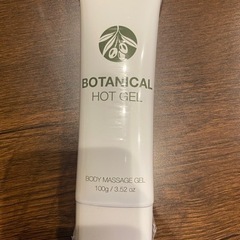 BOTANICAL
HOT GEL
BODY MASSAGE GEL
100g / 3.52 oz